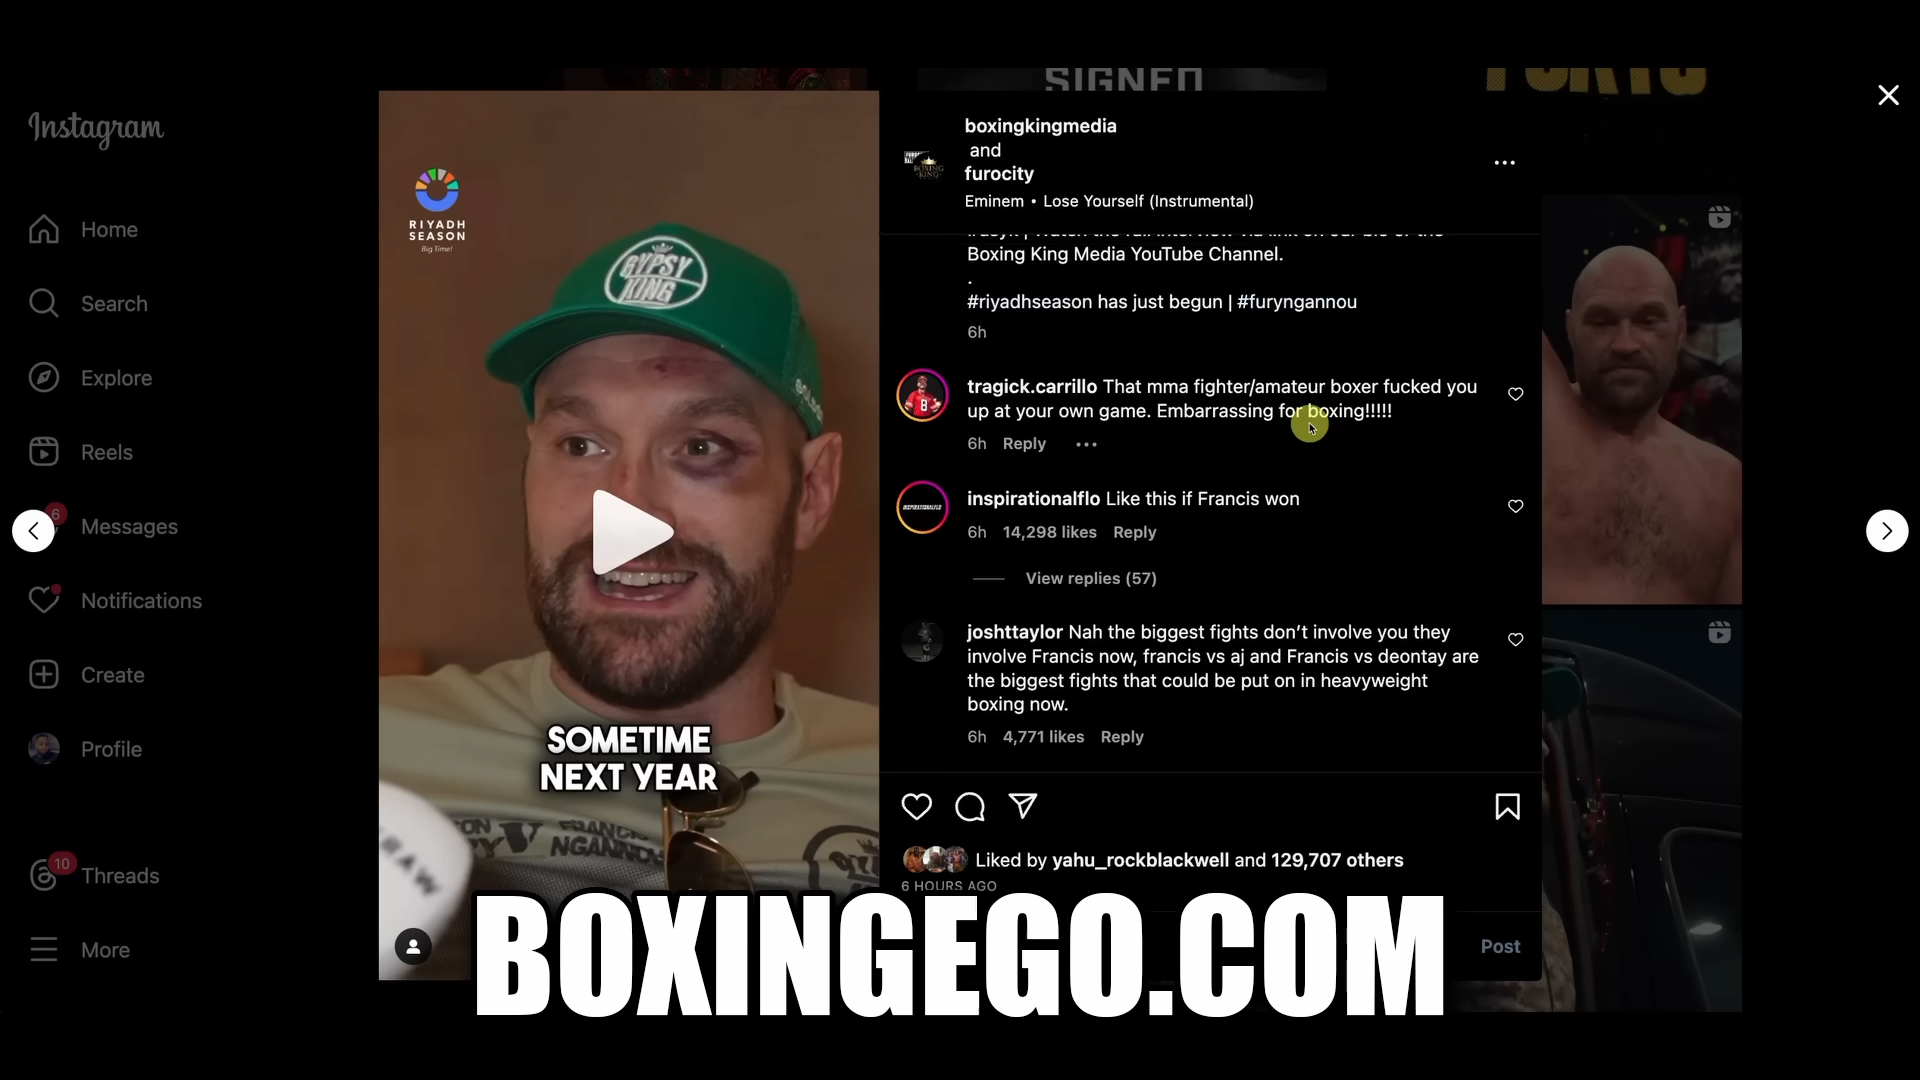 SIGNED
Instagram
Home
Search
Explore
Reels
6
Messages
Notifications
Create
Profile
10
Threads
More
RIYADH
SEASON
Big Time!
GYPSY
KING
SOMETIME
NEXT YEAR
FRANCIS
NGANNOU
boxingkingmedia
and
furocity
Eminem • Lose Yourself (Instrumental)
Boxing King Media YouTube Channel.
.
#riyadhseason has just begun | #furyngannou
6h
tragick.carrillo That mma fighter/amateur boxer fucked you
up at your own game. Embarrassing for boxing!!!!!
6h Reply ...
inspirationalflo Like this if Francis won
6h 14,298 likes Reply
View replies (57)
joshttaylor Nah the biggest fights don’t involve you they
involve Francis now, francis vs aj and Francis vs deontay are
the biggest fights that could be put on in heavyweight
boxing now.
6h 4,771 likes Reply
Liked by yahu_rockblackwell and 129,707 others
6 HOURS AGO
Post
BOXINGEGO.COM